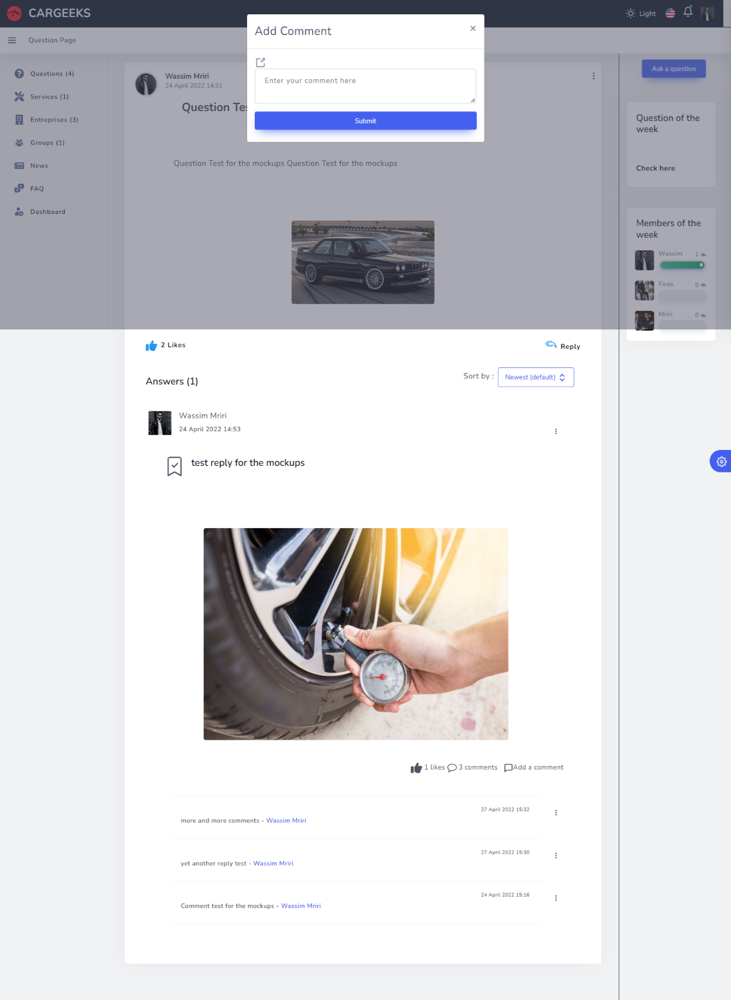 CARGEEKS
Light
Question Page
Add Comment
×
Enter your comment here
Submit
Questions (4)
Services (1)
Entreprises (3)
Groups (1)
News
FAQ
Dashboard
Wassim Mriri
24 April 2022 14:31
Question Tes
Question Test for the mockups Question Test for the mockups
Ask a question
Question of the
week
Check here
Members of the
week
Wassim 1
Firas 0
Mriri 0
2 Likes
Reply
Answers (1)
Sort by :
Newest (default)
Wassim Mriri
24 April 2022 14:53
test reply for the mockups
1 likes 3 comments Add a comment
27 April 2022 15:32
more and more comments - Wassim Mriri
27 April 2022 15:30
yet another reply test - Wassim Mriri
24 April 2022 15:16
Comment test for the mockups - Wassim Mriri